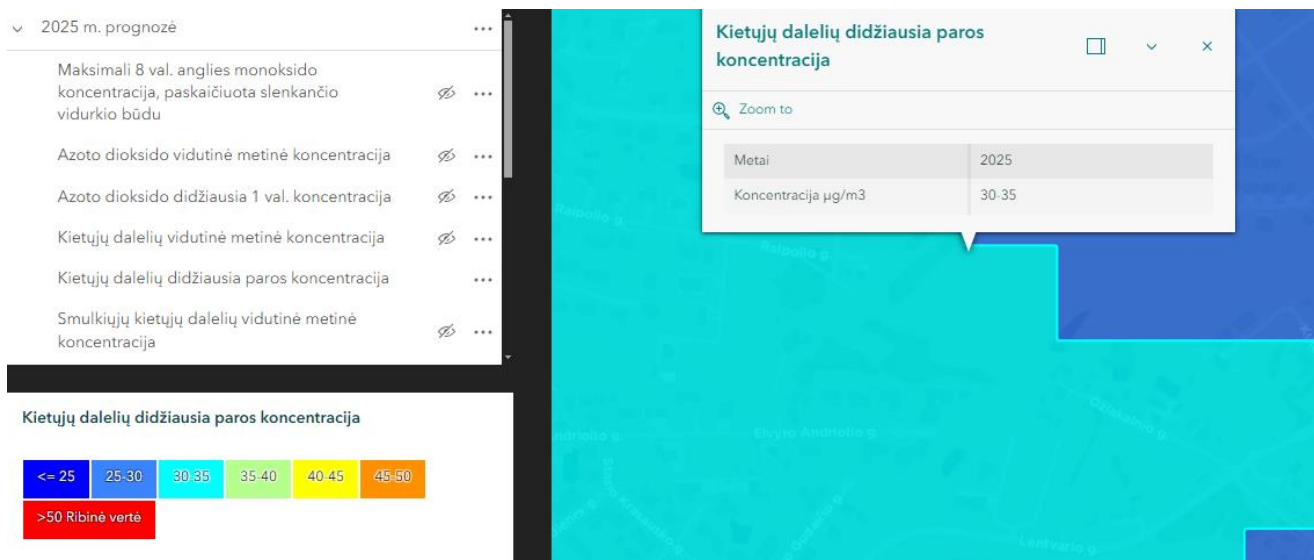 2025 m. prognozė
Maksimali 8 val. anglies monoksido
koncentracija, paskaičiuota slenkančio
vidurkio būdu
Azoto dioksido vidutinė metinė koncentracija
Azoto dioksido didžiausia 1 val. koncentracija
Kietųjų dalelių vidutinė metinė koncentracija
Kietųjų dalelių didžiausia paros koncentracija
Smulkiųjų kietųjų dalelių vidutinė metinė
koncentracija
Kietųjų dalelių didžiausia paros koncentracija
<= 25 25-30 30-35 35-40 40-45 45-50
>50 Ribinė vertė
Kietųjų dalelių didžiausia paros
koncentracija
Zoom to
Metai 2025
Koncentracija µg/m3 30-35
Raipolio g.
Raipolio g.
Elvyro Andriolio g.
Lentvario g.